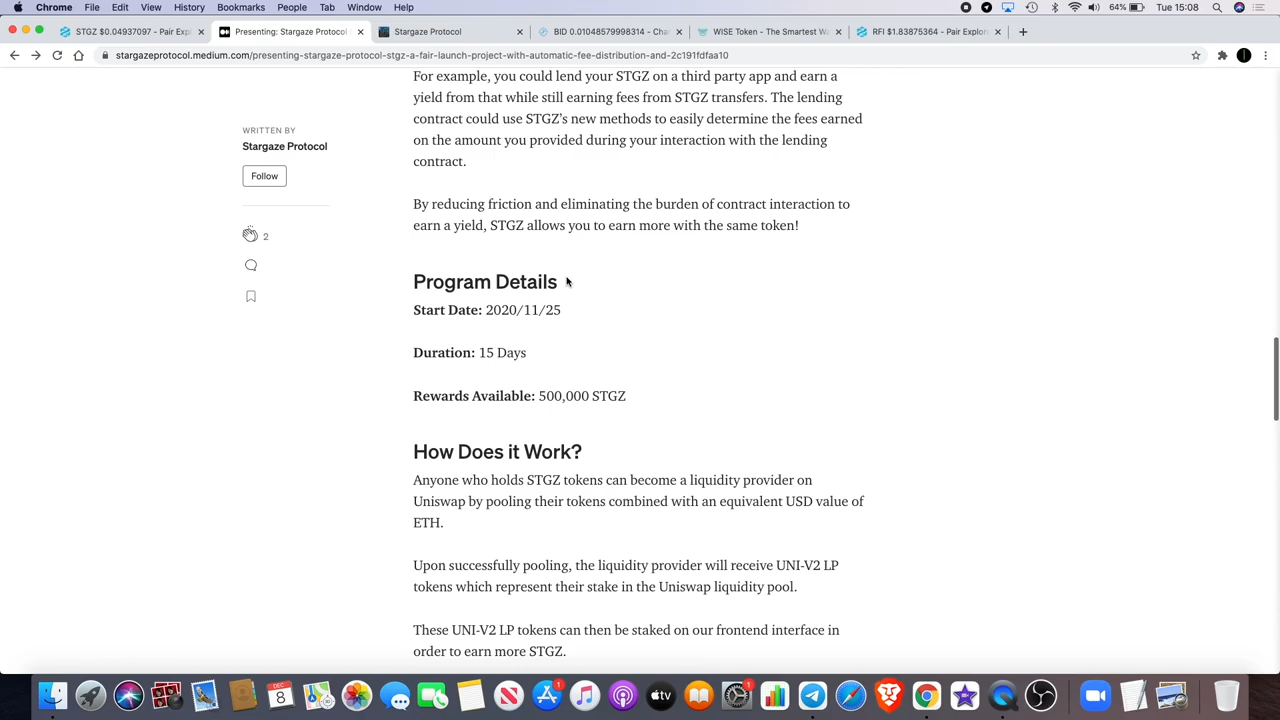 Chrome File Edit View History Bookmarks People Tab Window Help 64% Tue 15:08
STGZ $0.04937097 - Pair Expl
Presenting: Stargaze Protocol
Stargaze Protocol
BID 0.01048579998314 - Cha
WISE Token - The Smartest W
RFI $1.83875364 - Pair Explor
stargazeprotocol.medium.com/presenting-stargaze-protocol-stgz-a-fair-launch-project-with-automatic-fee-distribution-and-2c191fdfaa10
WRITTEN BY
Stargaze Protocol
Follow
2
For example, you could lend your STGZ on a third party app and earn a
yield from that while still earning fees from STGZ transfers. The lending
contract could use STGZ's new methods to easily determine the fees earned
on the amount you provided during your interaction with the lending
contract.
By reducing friction and eliminating the burden of contract interaction to
earn a yield, STGZ allows you to earn more with the same token!
Program Details
Start Date: 2020/11/25
Duration: 15 Days
Rewards Available: 500,000 STGZ
How Does it Work?
Anyone who holds STGZ tokens can become a liquidity provider on
Uniswap by pooling their tokens combined with an equivalent USD value of
ETH.
Upon successfully pooling, the liquidity provider will receive UNI-V2 LP
tokens which represent their stake in the Uniswap liquidity pool.
These UNI-V2 LP tokens can then be staked on our frontend interface in
order to earn more STGZ.
DEC
8
1
tv
1